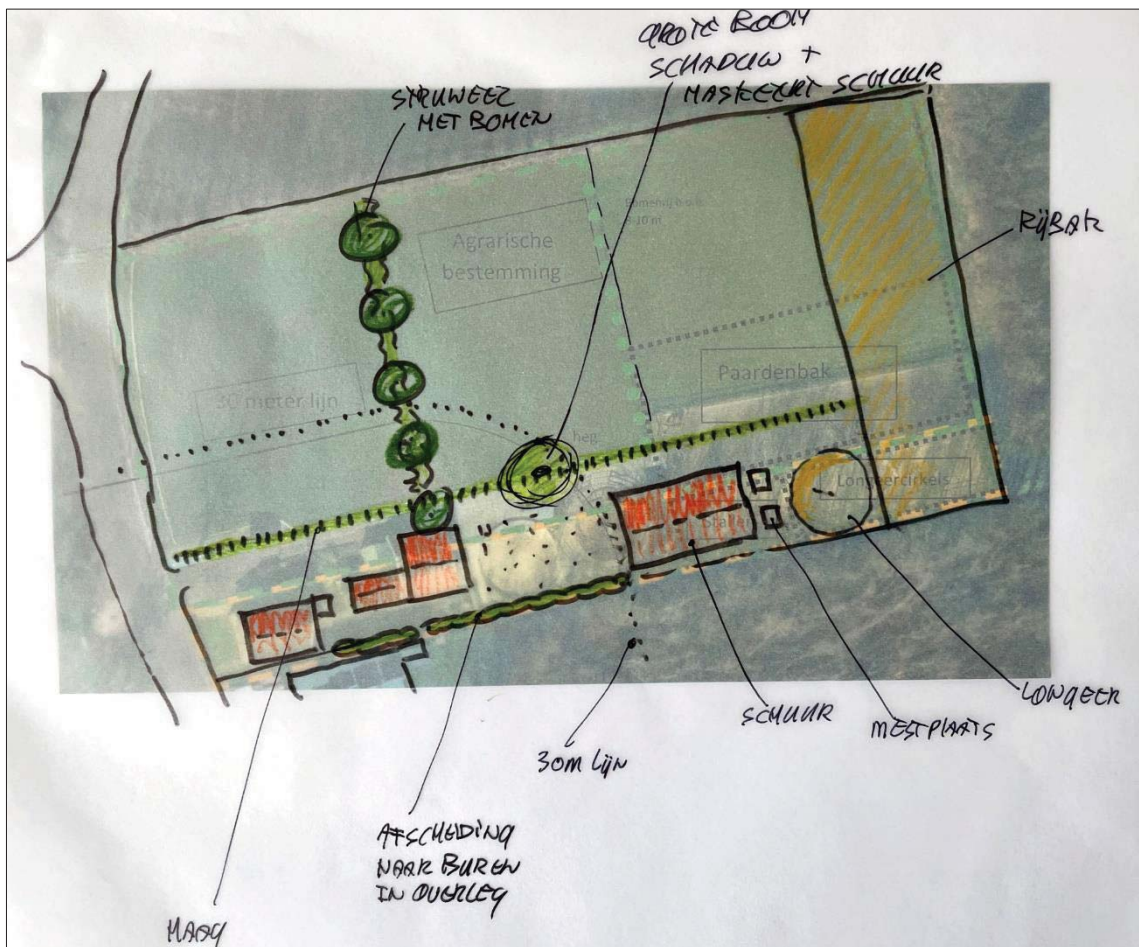 GROTE BOOM
SCHADUW +
MASKEERT SCHUUR
STRUWEEL
MET BOMEN
Agrarische
bestemming
RIJBAK
Paardenbak
30 meter lijn
heg
Longeercirkels
LONGEER
MESTPLAATS
SCHUUR
30m LIJN
AFSCHEIDING
NAAR BUREN
IN OVERLEG
HAAG